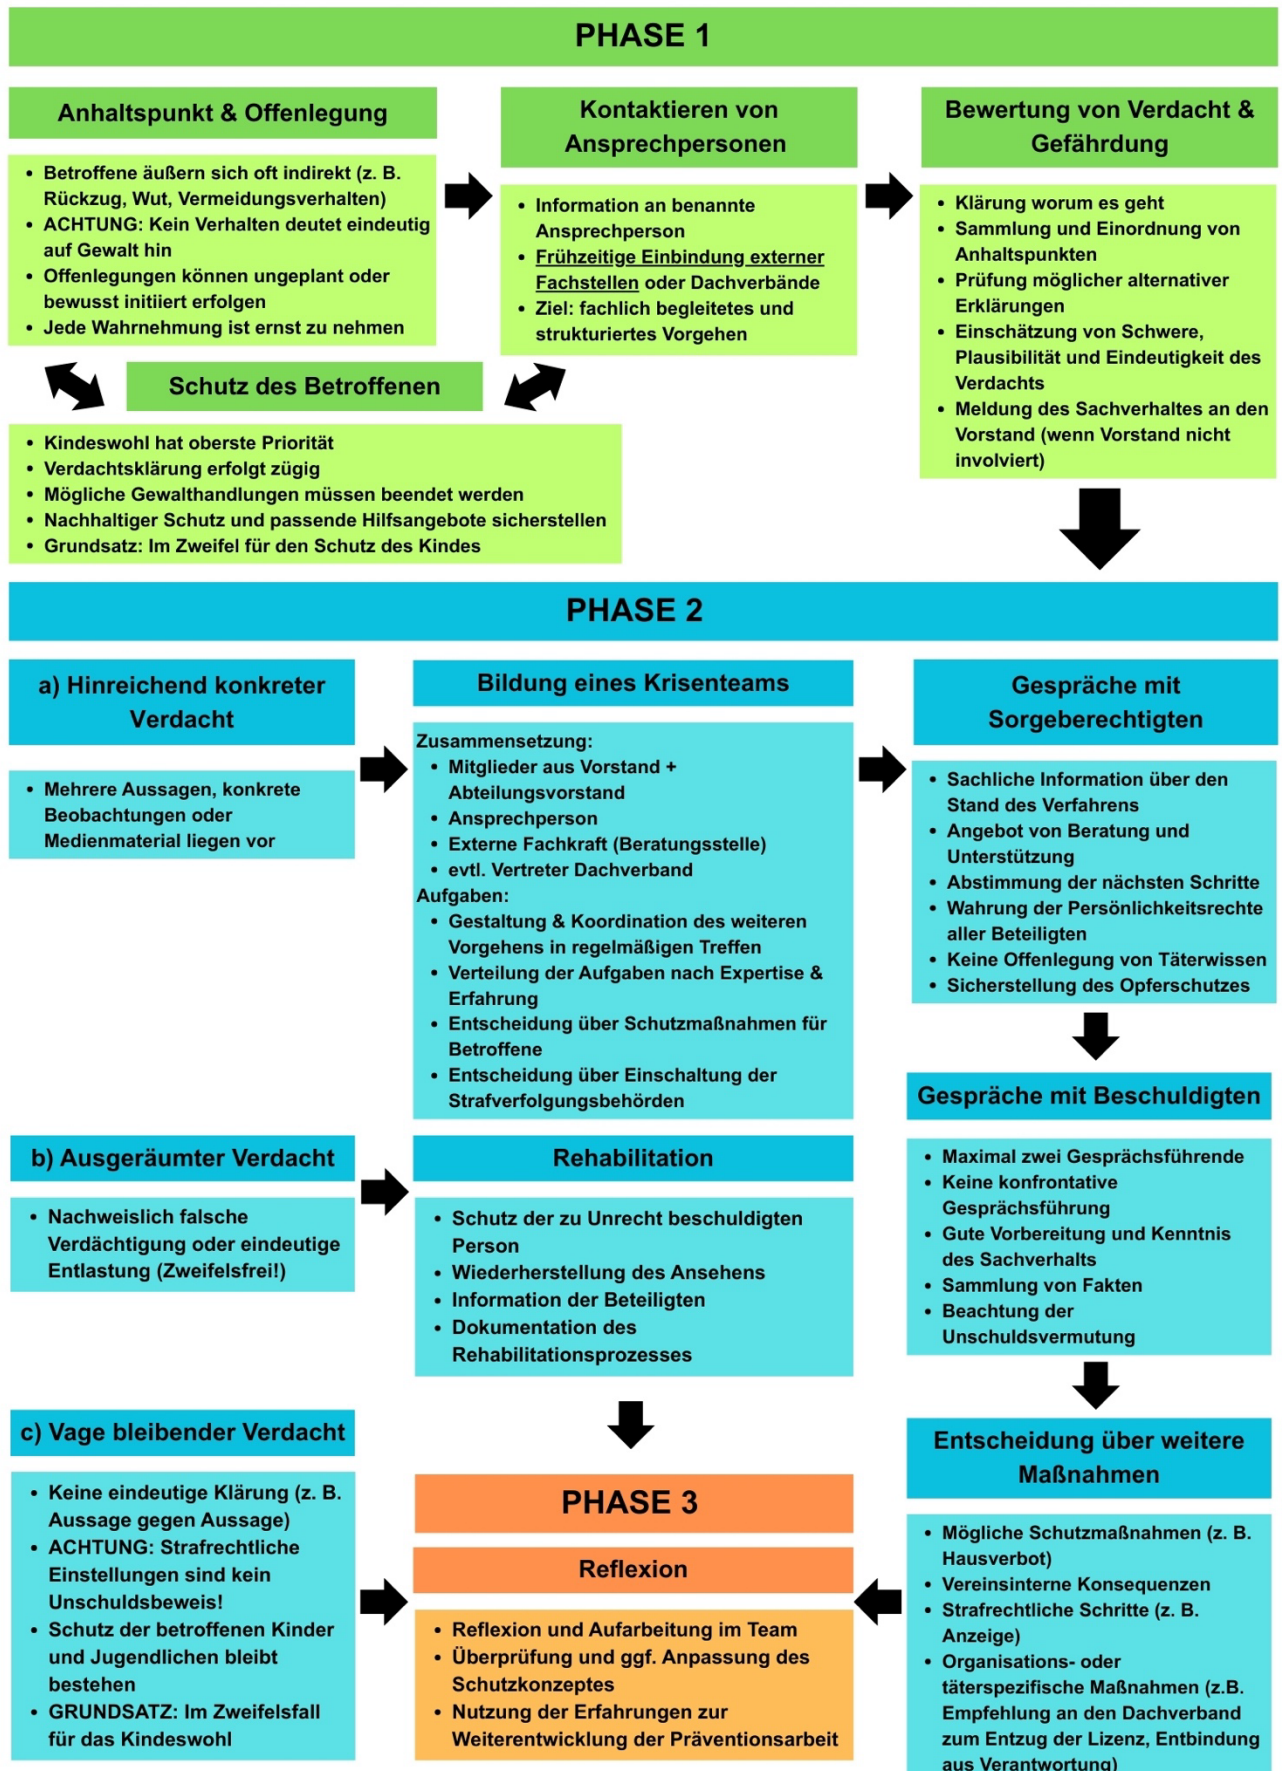 PHASE 1
Anhaltspunkt & Offenlegung
• Betroffene äußern sich oft indirekt (z. B.
Rückzug, Wut, Vermeidungsverhalten)
• ACHTUNG: Kein Verhalten deutet eindeutig
auf Gewalt hin
• Offenlegungen können ungeplant oder
bewusst initiiert erfolgen
• Jede Wahrnehmung ist ernst zu nehmen
Kontaktieren von
Ansprechpersonen
• Information an benannte
Ansprechperson
• Frühzeitige Einbindung externer
Fachstellen oder Dachverbände
• Ziel: fachlich begleitetes und
strukturiertes Vorgehen
Bewertung von Verdacht &
Gefährdung
• Klärung worum es geht
• Sammlung und Einordnung von
Anhaltspunkten
• Prüfung möglicher alternativer
Erklärungen
• Einschätzung von Schwere,
Plausibilität und Eindeutigkeit des
Verdachts
• Meldung des Sachverhaltes an den
Vorstand (wenn Vorstand nicht
involviert)
Schutz des Betroffenen
• Kindeswohl hat oberste Priorität
• Verdachtsklärung erfolgt zügig
• Mögliche Gewalthandlungen müssen beendet werden
• Nachhaltiger Schutz und passende Hilfsangebote sicherstellen
• Grundsatz: Im Zweifel für den Schutz des Kindes
PHASE 2
a) Hinreichend konkreter
Verdacht
• Mehrere Aussagen, konkrete
Beobachtungen oder
Medienmaterial liegen vor
Bildung eines Krisenteams
Zusammensetzung:
• Mitglieder aus Vorstand +
Abteilungsvorstand
• Ansprechperson
• Externe Fachkraft (Beratungsstelle)
• evtl. Vertreter Dachverband
Aufgaben:
• Gestaltung & Koordination des weiteren
Vorgehens in regelmäßigen Treffen
• Verteilung der Aufgaben nach Expertise &
Erfahrung
• Entscheidung über Schutzmaßnahmen für
Betroffene
• Entscheidung über Einschaltung der
Strafverfolgungsbehörden
Gespräche mit
Sorgeberechtigten
• Sachliche Information über den
Stand des Verfahrens
• Angebot von Beratung und
Unterstützung
• Abstimmung der nächsten Schritte
• Wahrung der Persönlichkeitsrechte
aller Beteiligten
• Keine Offenlegung von Täterwissen
• Sicherstellung des Opferschutzes
Gespräche mit Beschuldigten
• Maximal zwei Gesprächsführende
• Keine konfrontative
Gesprächsführung
• Gute Vorbereitung und Kenntnis
des Sachverhalts
• Sammlung von Fakten
• Beachtung der
Unschuldsvermutung
b) Ausgeräumter Verdacht
• Nachweislich falsche
Verdächtigung oder eindeutige
Entlastung (Zweifelsfrei!)
Rehabilitation
• Schutz der zu Unrecht beschuldigten
Person
• Wiederherstellung des Ansehens
• Information der Beteiligten
• Dokumentation des
Rehabilitationsprozesses
c) Vage bleibender Verdacht
• Keine eindeutige Klärung (z. B.
Aussage gegen Aussage)
• ACHTUNG: Strafrechtliche
Einstellungen sind kein
Unschuldsbeweis!
• Schutz der betroffenen Kinder
und Jugendlichen bleibt
bestehen
• GRUNDSATZ: Im Zweifelsfall
für das Kindeswohl
Entscheidung über weitere
Maßnahmen
• Mögliche Schutzmaßnahmen (z. B.
Hausverbot)
• Vereinsinterne Konsequenzen
• Strafrechtliche Schritte (z. B.
Anzeige)
• Organisations- oder
täterspezifische Maßnahmen (z.B.
Empfehlung an den Dachverband
zum Entzug der Lizenz, Entbindung
aus Verantwortung)
PHASE 3
Reflexion
• Reflexion und Aufarbeitung im Team
• Überprüfung und ggf. Anpassung des
Schutzkonzeptes
• Nutzung der Erfahrungen zur
Weiterentwicklung der Präventionsarbeit